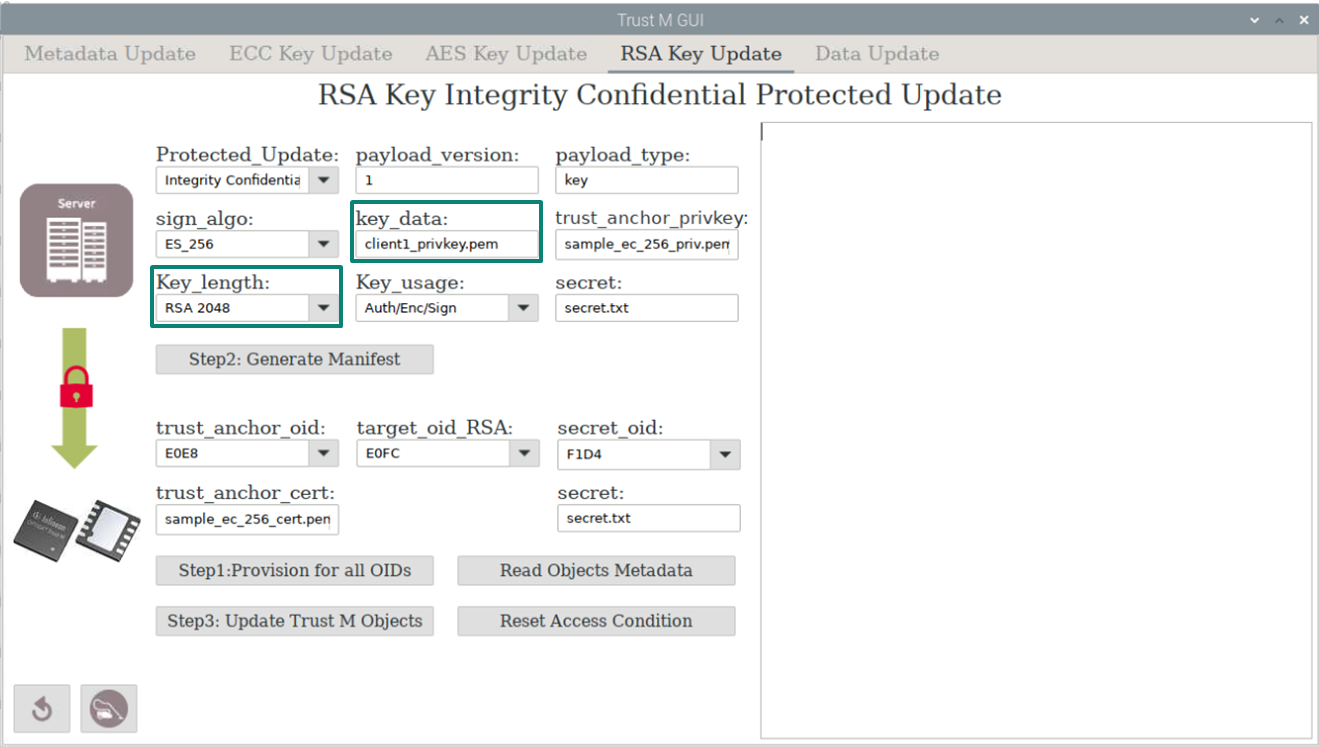 Trust M GUI
Metadata Update ECC Key Update AES Key Update RSA Key Update Data Update
RSA Key Integrity Confidential Protected Update
Protected_Update: payload_version: payload_type:
Integrity Confidentia 1 key
Server
sign_algo: key_data: trust_anchor_privkey:
ES_256 client1_privkey.pem sample_ec_256_priv.pem
Key_length: Key_usage: secret:
RSA 2048 Auth/Enc/Sign secret.txt
Step2: Generate Manifest
trust_anchor_oid: target_oid_RSA: secret_oid:
E0E8 E0FC F1D4
trust_anchor_cert: secret:
sample_ec_256_cert.pem secret.txt
Infineon
Step1:Provision for all OIDs Read Objects Metadata
Step3: Update Trust M Objects Reset Access Condition